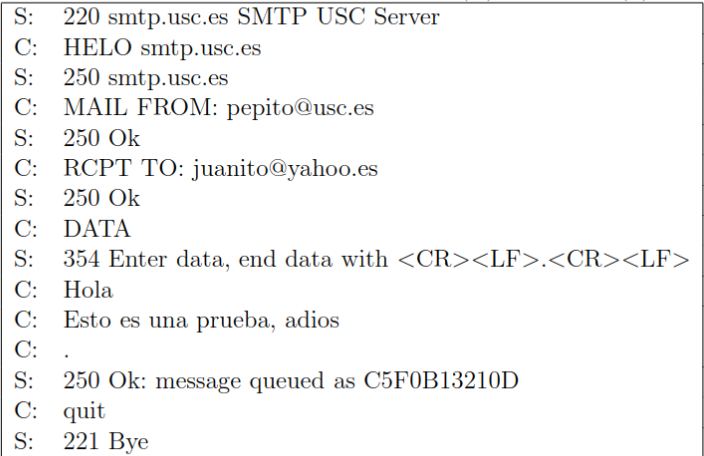 S: 220 smtp.usc.es SMTP USC Server
C: HELO smtp.usc.es
S: 250 smtp.usc.es
C: MAIL FROM: pepito@usc.es
S: 250 Ok
C: RCPT TO: juanito@yahoo.es
S: 250 Ok
C: DATA
S: 354 Enter data, end data with <CR><LF>.<CR><LF>
C: Hola
C: Esto es una prueba, adios
C: .
S: 250 Ok: message queued as C5F0B13210D
C: quit
S: 221 Bye